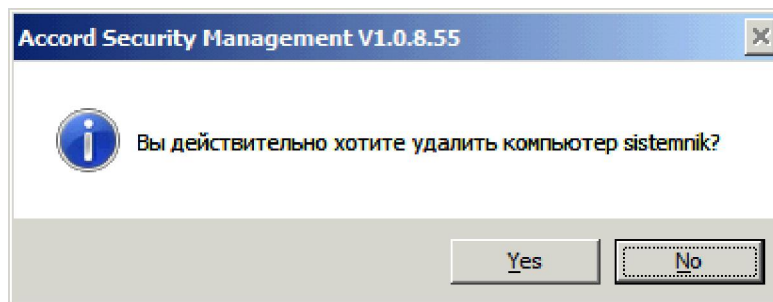 Accord Security Management V1.0.8.55
Вы действительно хотите удалить компьютер sistemnik?
Yes
No